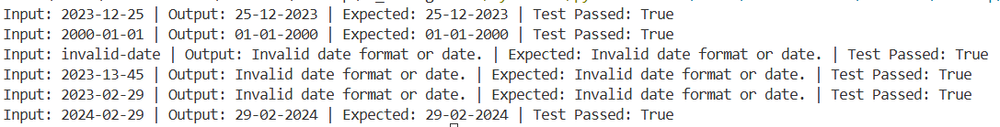 Input: 2023-12-25 | Output: 25-12-2023 | Expected: 25-12-2023 | Test Passed: True
Input: 2000-01-01 | Output: 01-01-2000 | Expected: 01-01-2000 | Test Passed: True
Input: invalid-date | Output: Invalid date format or date. | Expected: Invalid date format or date. | Test Passed: True
Input: 2023-13-45 | Output: Invalid date format or date. | Expected: Invalid date format or date. | Test Passed: True
Input: 2023-02-29 | Output: Invalid date format or date. | Expected: Invalid date format or date. | Test Passed: True
Input: 2024-02-29 | Output: 29-02-2024 | Expected: 29-02-2024 | Test Passed: True